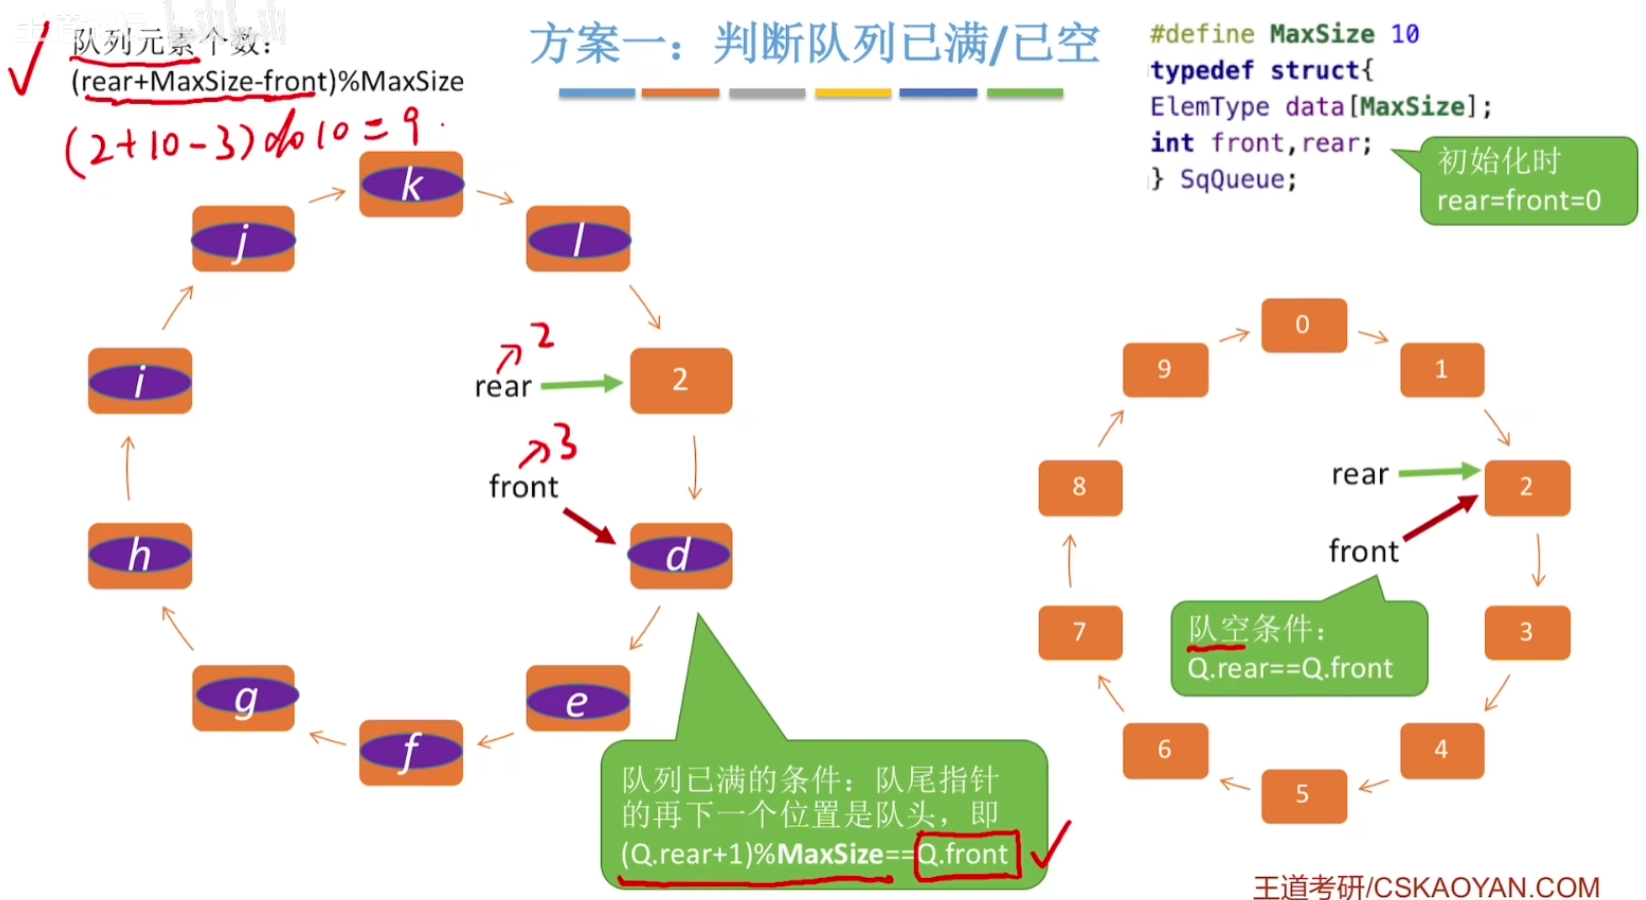 队列元素个数：
(rear+MaxSize-front)%MaxSize
(2+10-3)%10=9
方案一：判断队列已满/已空
#define MaxSize 10
typedef struct{
ElemType data[MaxSize];
int front,rear;
} SqQueue;
初始化时
rear=front=0
k
j
l
i
2
rear
2
3
front
h
d
g
e
f
队列已满的条件：队尾指针
的再下一个位置是队头，即
(Q.rear+1)%MaxSize==Q.front
0
9
1
8
rear
2
front
7
队空条件：
Q.rear==Q.front
3
6
4
5
王道考研/CSKAOYAN.COM